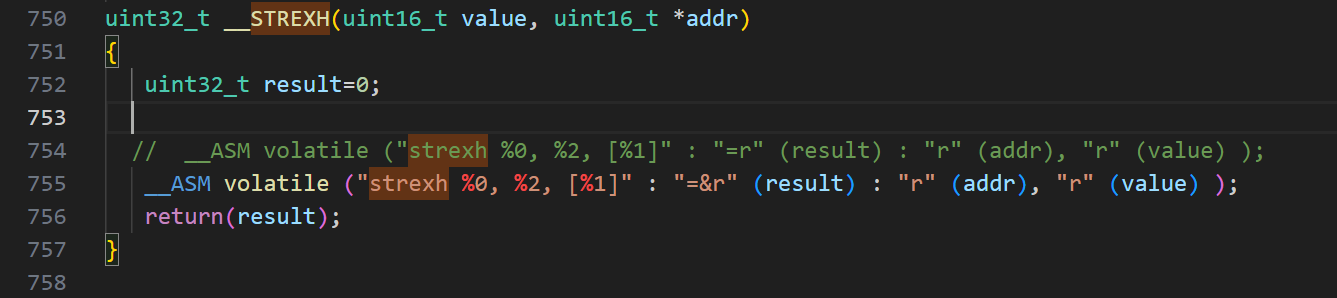 750 uint32_t __STREXH(uint16_t value, uint16_t *addr)
751 {
752 uint32_t result=0;
753
754 //  __ASM volatile ("strexh %0, %2, [%1]" : "=r" (result) : "r" (addr), "r" (value) );
755 __ASM volatile ("strexh %0, %2, [%1]" : "=&r" (result) : "r" (addr), "r" (value) );
756 return(result);
757 }
758